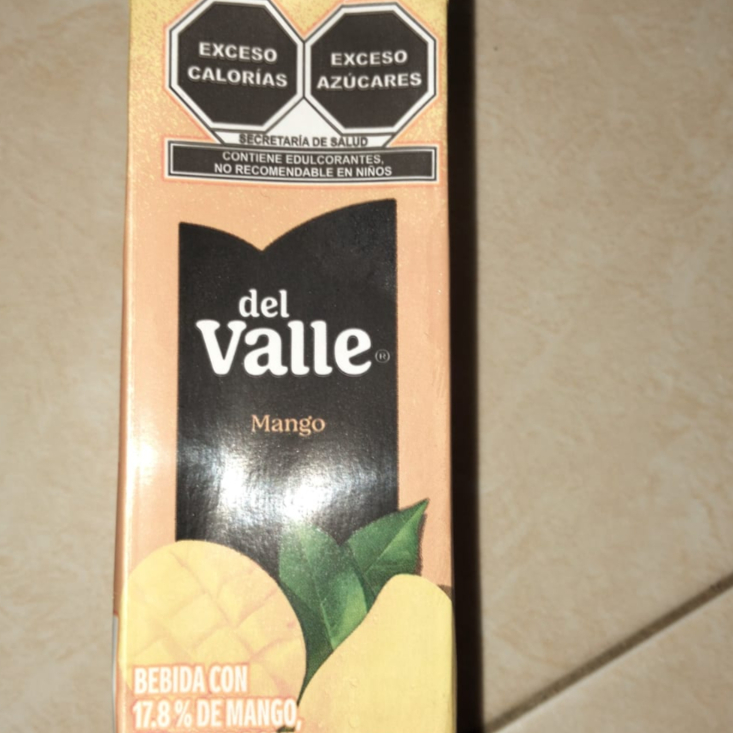 EXCESO
CALORÍAS
EXCESO
AZÚCARES
SECRETARÍA DE SALUD
CONTIENE EDULCORANTES,
NO RECOMENDABLE EN NIÑOS
del
Valle®
Mango
BEBIDA CON
17.8 % DE MANGO,